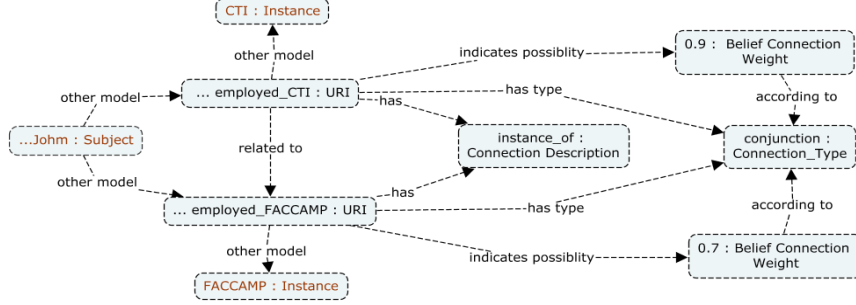 CTI : Instance
other model
indicates possiblity
0.9 : Belief Connection
Weight
other model
... employed_CTI : URI
has type
has
according to
...Johm : Subject
related to
instance_of :
Connection Description
conjunction :
Connection_Type
other model
has
... employed_FACCAMP : URI
has type
according to
other model
indicates possiblity
0.7 : Belief Connection
Weight
FACCAMP : Instance